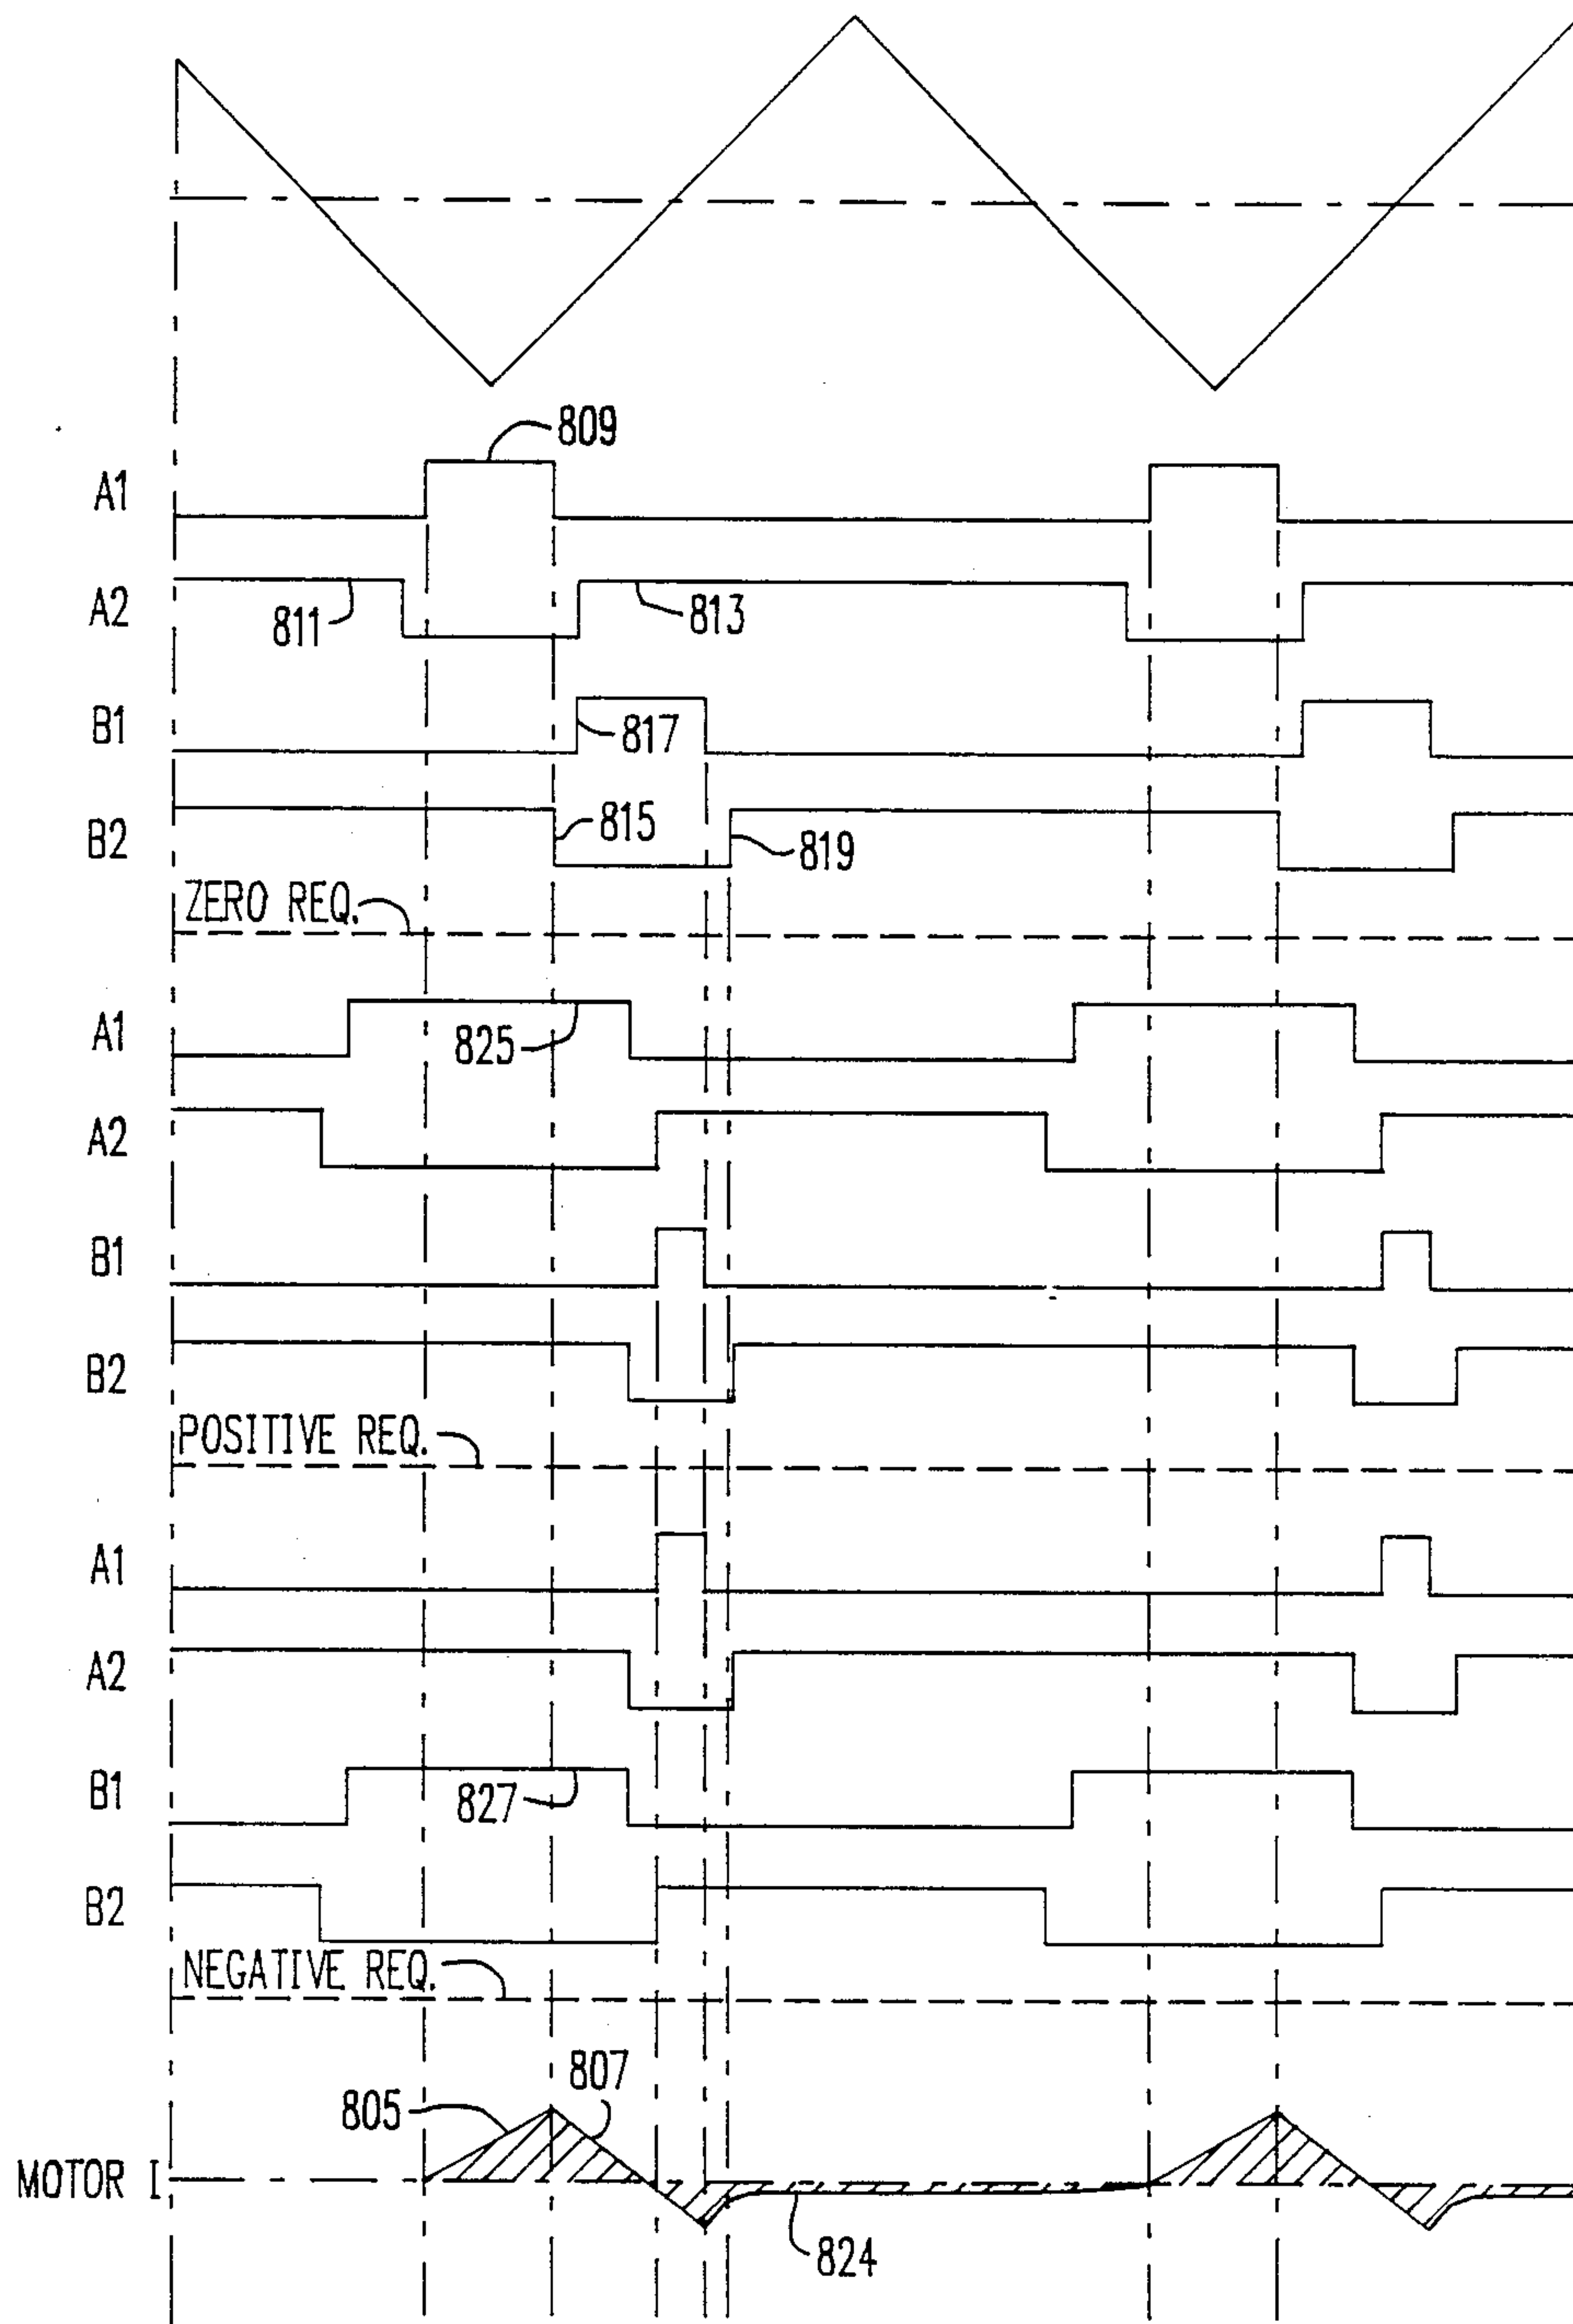 809
A1
A2
811
813
B1
817
B2
815
819
ZERO REQ.
A1
825
A2
B1
B2
POSITIVE REQ.
A1
A2
B1
827
B2
NEGATIVE REQ.
805
807
MOTOR I
824